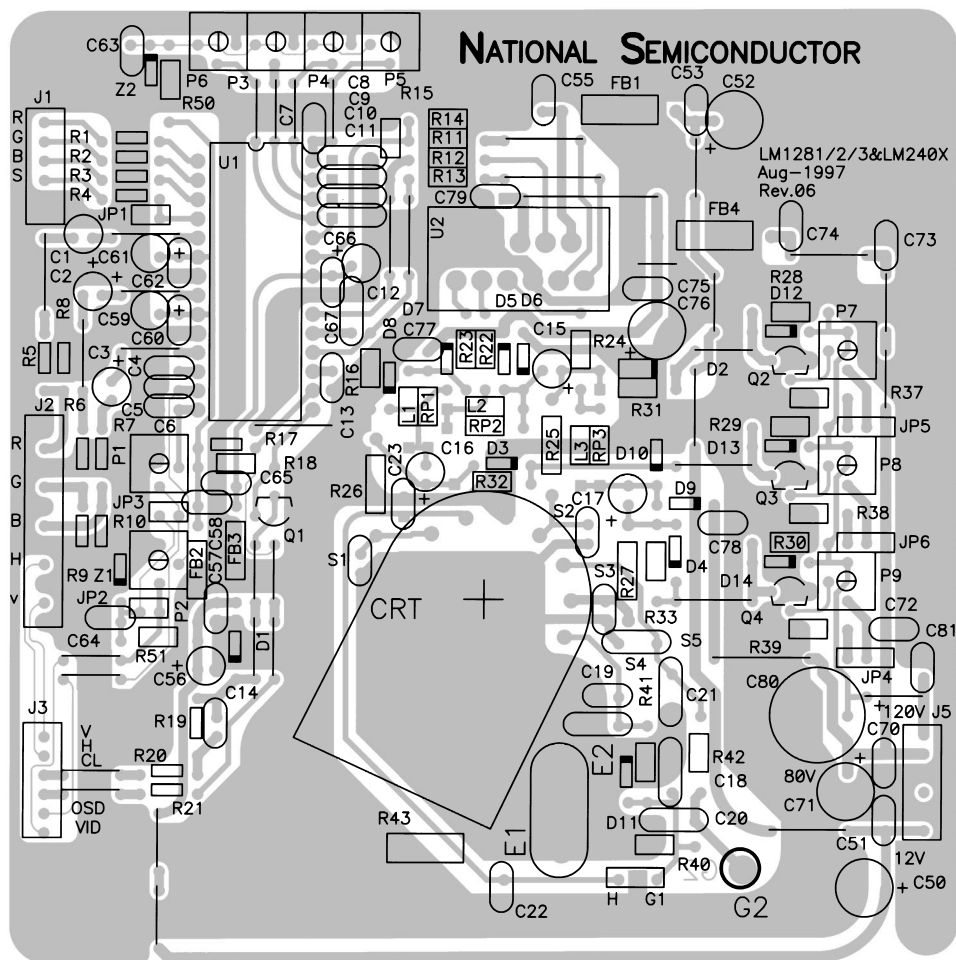 NATIONAL SEMICONDUCTOR
C63
Z2
P6
R50
P3
P4
C8
P5
C9
C10
C11
C7
R15
C55
FB1
C53
C52
J1
R
G
B
S
R1
R2
R3
R4
JP1
U1
R14
R11
R12
R13
C79
U2
LM1281/2/3&LM240X
Aug-1997
Rev.06
FB4
C74
C73
C1
C61
C2
C62
R8
C59
C60
C66
C12
C67
D7
D8
C77
D5 D6
C75
C76
R28
D12
P7
R5
C3
C4
R6
C5
R7
C6
C13
R16
R23
R22
C15
R24
D2
Q2
R31
R37
L1
RP1
L2
RP2
R29
D13
JP5
J2
R
G
B
H
V
P1
R17
R18
C65
JP3
R10
Q1
R26
C23
C16
D3
R32
R25
L3
RP3
D10
D9
C17
S2
Q3
P8
R38
JP6
R9
Z1
FB2
C57
C58
FB3
JP2
P2
C64
R51
C56
D1
S1
CRT
S3
R27
D4
C78
R30
D14
Q4
P9
C72
C81
R33
S5
S4
R39
JP4
J3
V
H
CL
OSD
VID
R19
C14
R20
R21
C19
R41
C21
C80
80V
120V
J5
C70
E2
R42
C18
C71
R43
E1
D11
C20
R40
C51
12V
C50
C22
H
G1
G2
G2